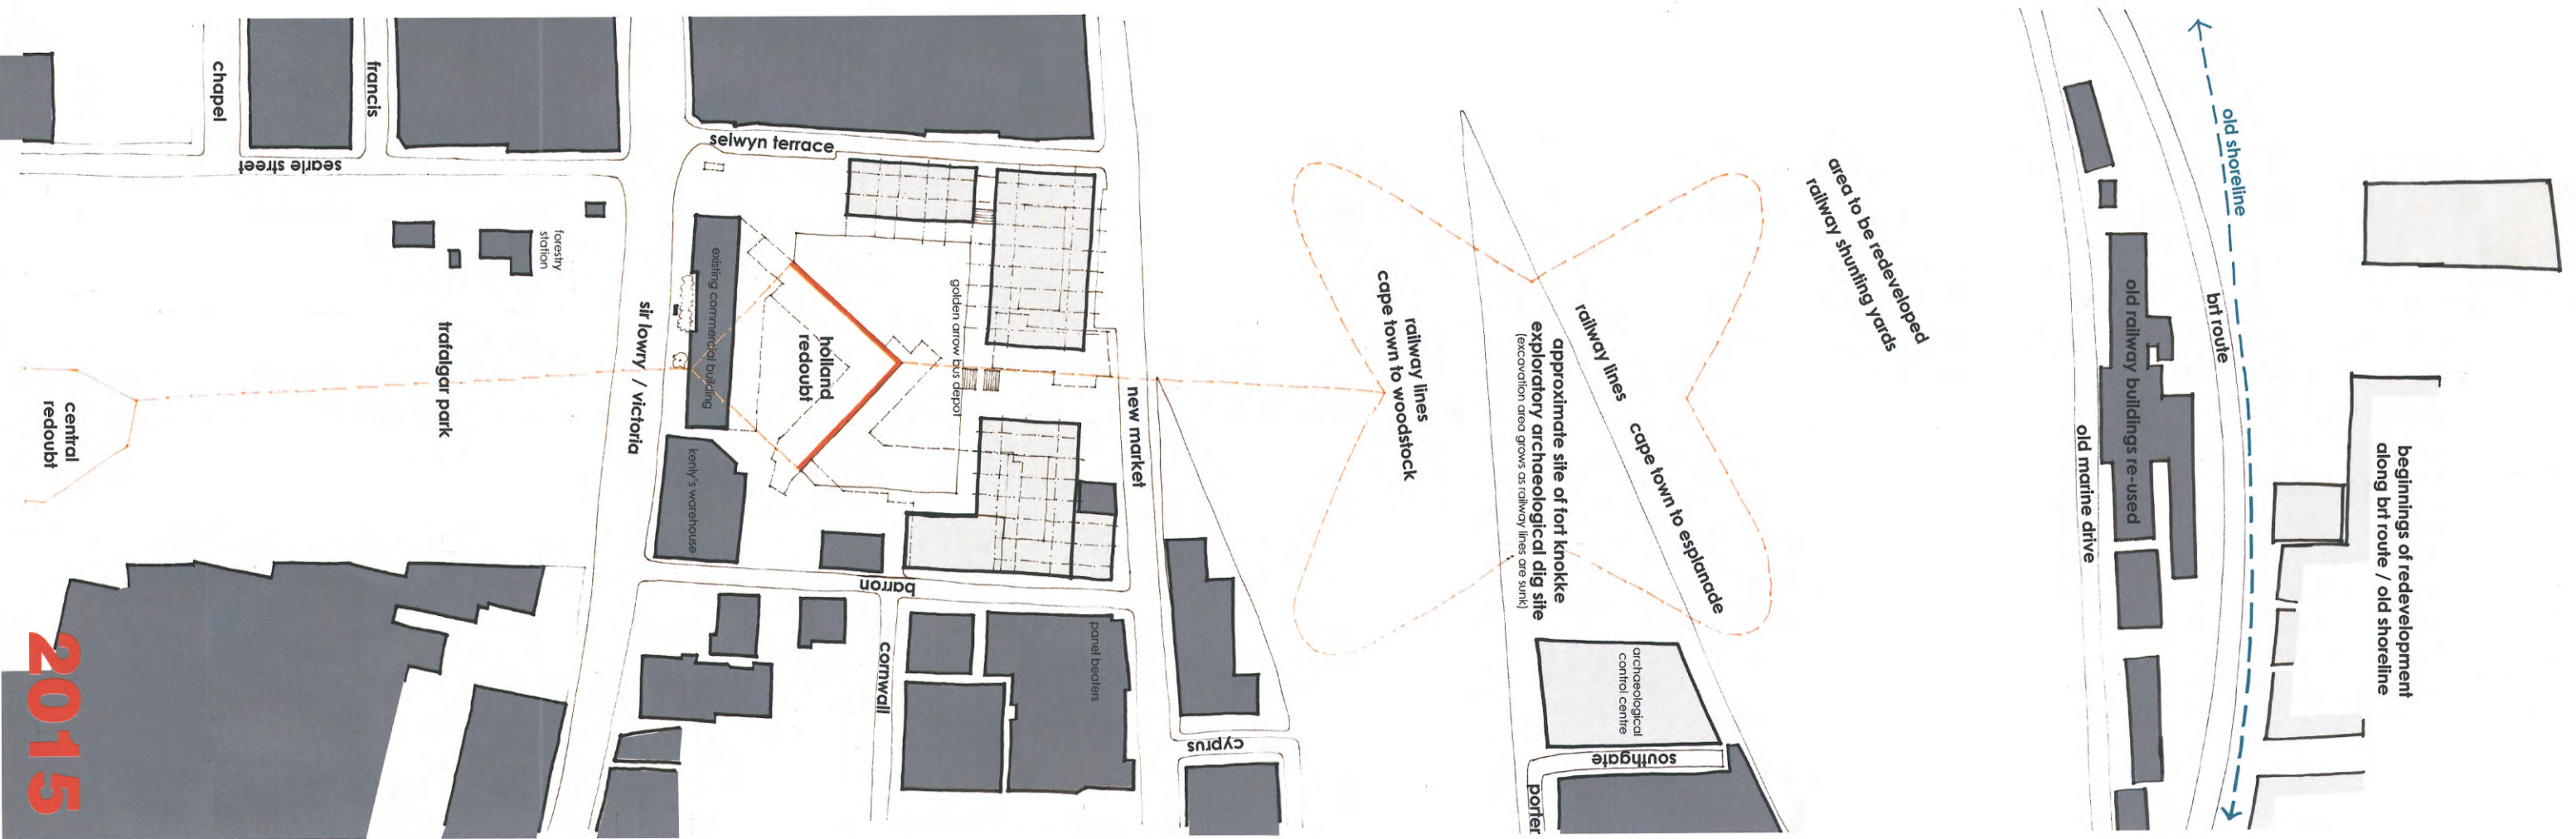 chapel
francis
searle street
selwyn terrace
forestry
station
trafalgar park
central
redoubt
sir lowry / victoria
existing commercial building
kenly's warehouse
holland
redoubt
golden arrow bus depot
new market
barron
cornwall
panel beaters
cyprus
railway lines
cape town to woodstock
approximate site of fort knokke
exploratory archaeological dig site
(excavation area grows as railway lines are sunk)
railway lines cape town to esplanade
area to be redeveloped
railway shunting yards
archaeological
control centre
southgate
porter
old marine drive
old railway buildings re-used
brt route
old shoreline
beginnings of redevelopment
along brt route / old shoreline
2015